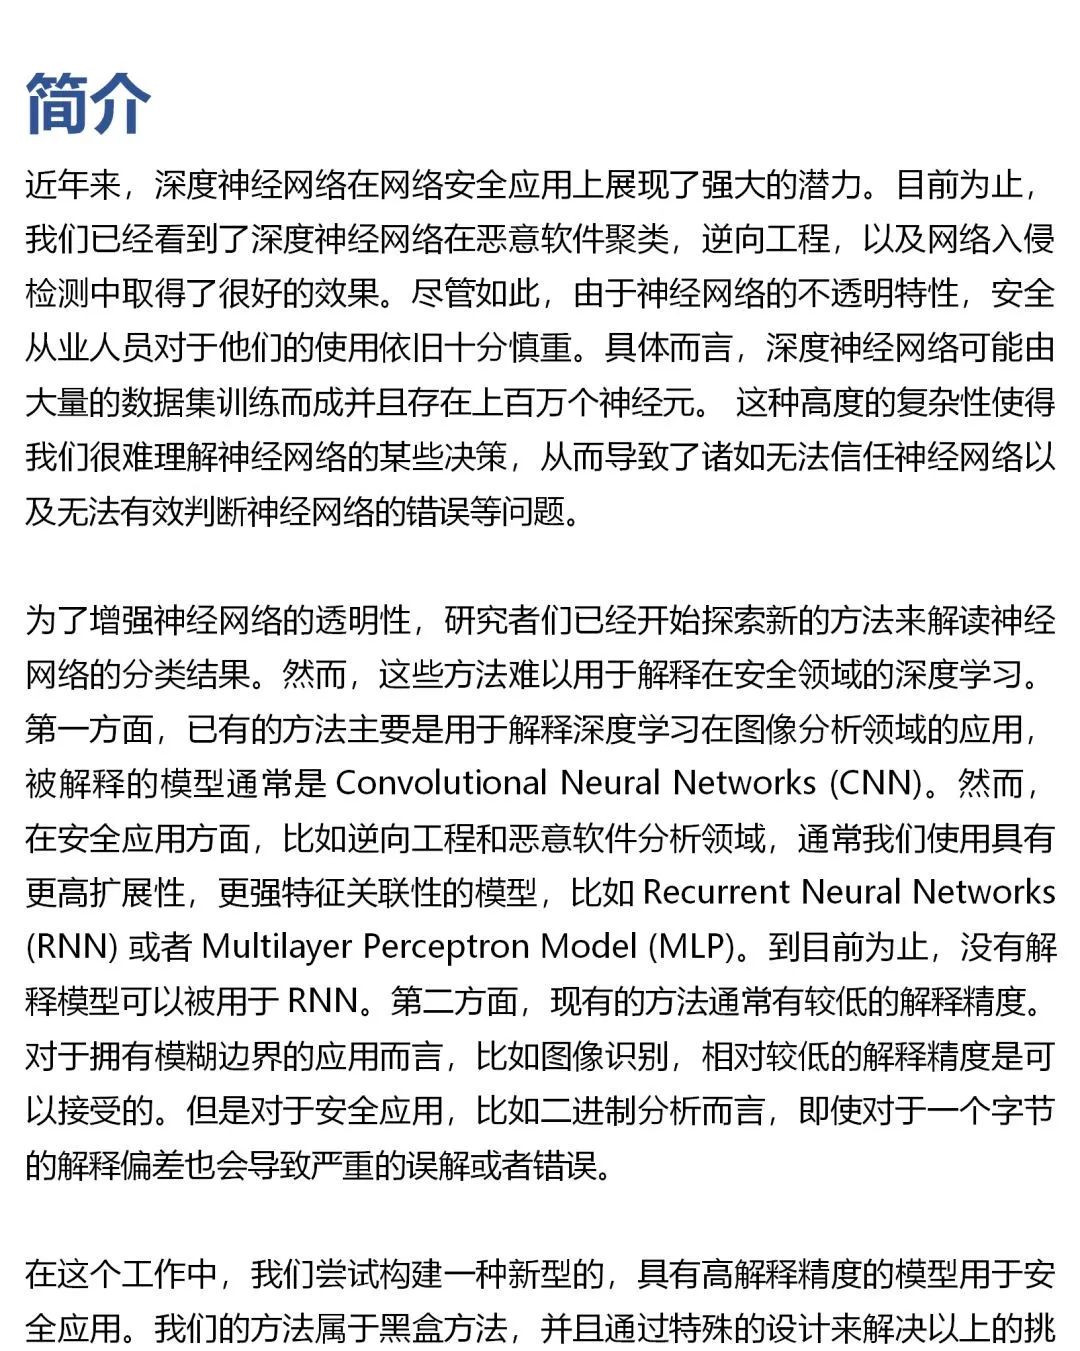 简介
近年来，深度神经网络在网络安全应用上展现了强大的潜力。目前为止，
我们已经看到了深度神经网络在恶意软件聚类，逆向工程，以及网络入侵
检测中取得了很好的效果。尽管如此，由于神经网络的不透明特性，安全
从业人员对于他们的使用依旧十分慎重。具体而言，深度神经网络可能由
大量的数据集训练而成并且存在上百万个神经元。 这种高度的复杂性使得
我们很难理解神经网络的某些决策，从而导致了诸如无法信任神经网络以
及无法有效判断神经网络的错误等问题。
为了增强神经网络的透明性，研究者们已经开始探索新的方法来解读神经
网络的分类结果。然而，这些方法难以用于解释在安全领域的深度学习。
第一方面，已有的方法主要是用于解释深度学习在图像分析领域的应用，
被解释的模型通常是 Convolutional Neural Networks (CNN)。然而，
在安全应用方面，比如逆向工程和恶意软件分析领域，通常我们使用具有
更高扩展性，更强特征关联性的模型，比如 Recurrent Neural Networks
(RNN) 或者 Multilayer Perceptron Model (MLP)。到目前为止，没有解
释模型可以被用于 RNN。第二方面，现有的方法通常有较低的解释精度。
对于拥有模糊边界的应用而言，比如图像识别，相对较低的解释精度是可
以接受的。但是对于安全应用，比如二进制分析而言，即使对于一个字节
的解释偏差也会导致严重的误解或者错误。
在这个工作中，我们尝试构建一种新型的，具有高解释精度的模型用于安
全应用。我们的方法属于黑盒方法，并且通过特殊的设计来解决以上的挑